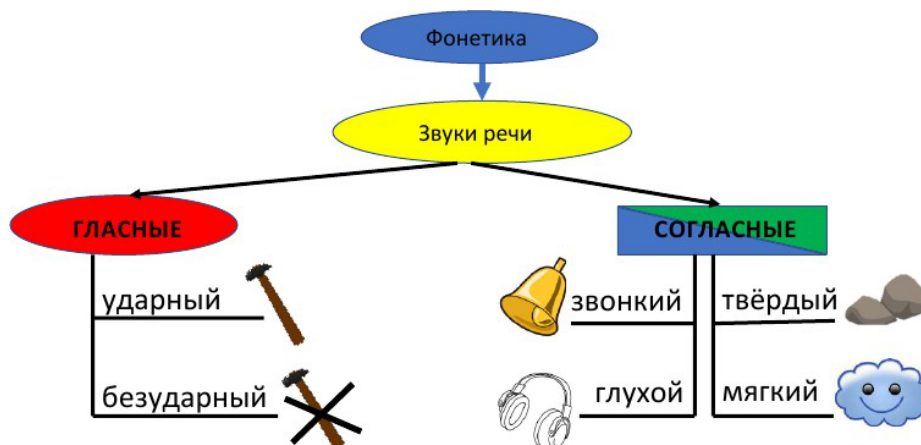 Фонетика
Звуки речи
ГЛАСНЫЕ
СОГЛАСНЫЕ
ударный
звонкий
твёрдый
безударный
глухой
мягкий